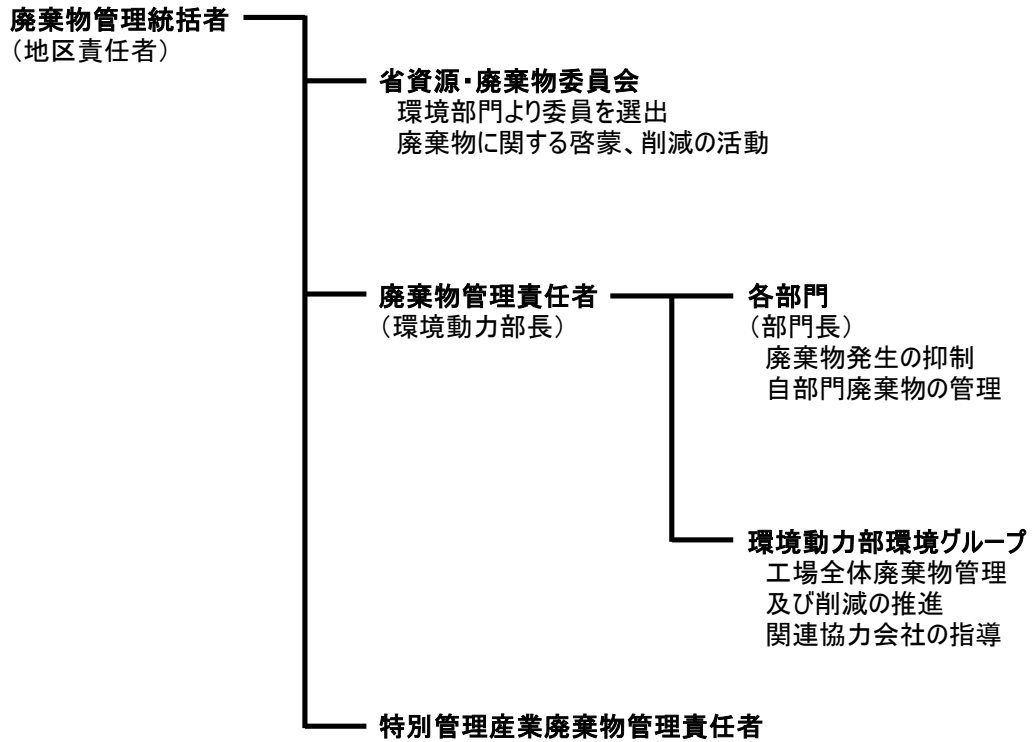 廃棄物管理統括者
（地区責任者）
省資源・廃棄物委員会
環境部門より委員を選出
廃棄物に関する啓蒙、削減の活動
廃棄物管理責任者
（環境動力部長）
各部門
（部門長）
廃棄物発生の抑制
自部門廃棄物の管理
環境動力部環境グループ
工場全体廃棄物管理
及び削減の推進
関連協力会社の指導
特別管理産業廃棄物管理責任者